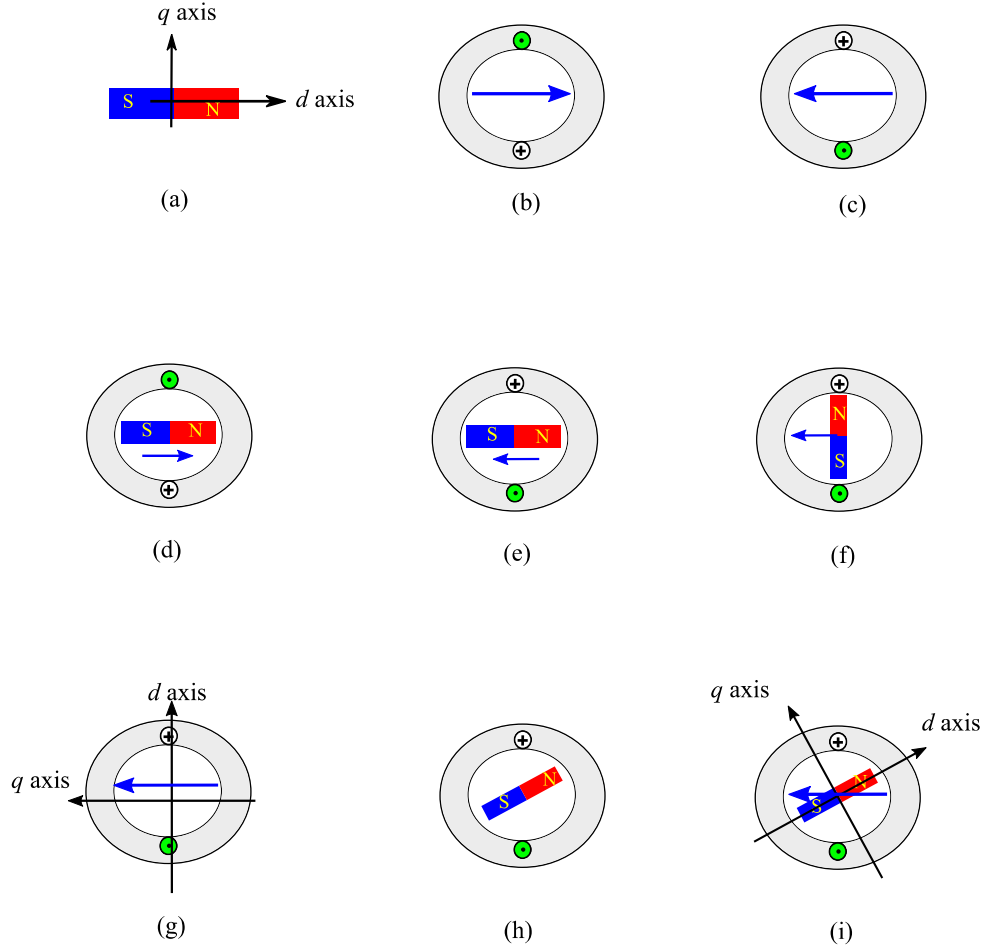 q axis
S
N
d axis
(a)
(b)
(c)
S
N
(d)
S
N
(e)
N
S
(f)
d axis
q axis
(g)
S
N
(h)
q axis
d axis
S
N
(i)